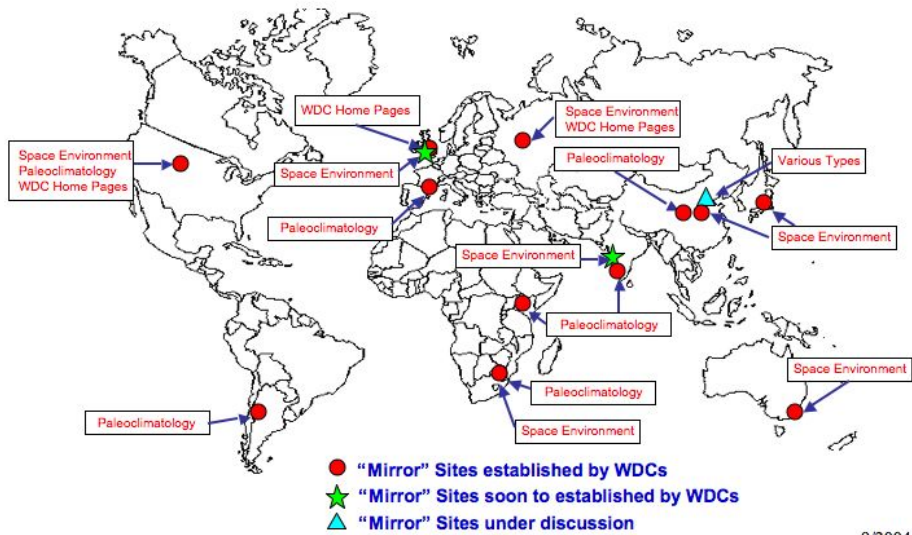 WDC Home Pages
Space Environment
WDC Home Pages
Space Environment
Paleoclimatology
WDC Home Pages
Paleoclimatology
Various Types
Space Environment
Paleoclimatology
Space Environment
Space Environment
Paleoclimatology
Space Environment
Paleoclimatology
Paleoclimatology
Space Environment
"Mirror" Sites established by WDCs
"Mirror" Sites soon to established by WDCs
"Mirror" Sites under discussion